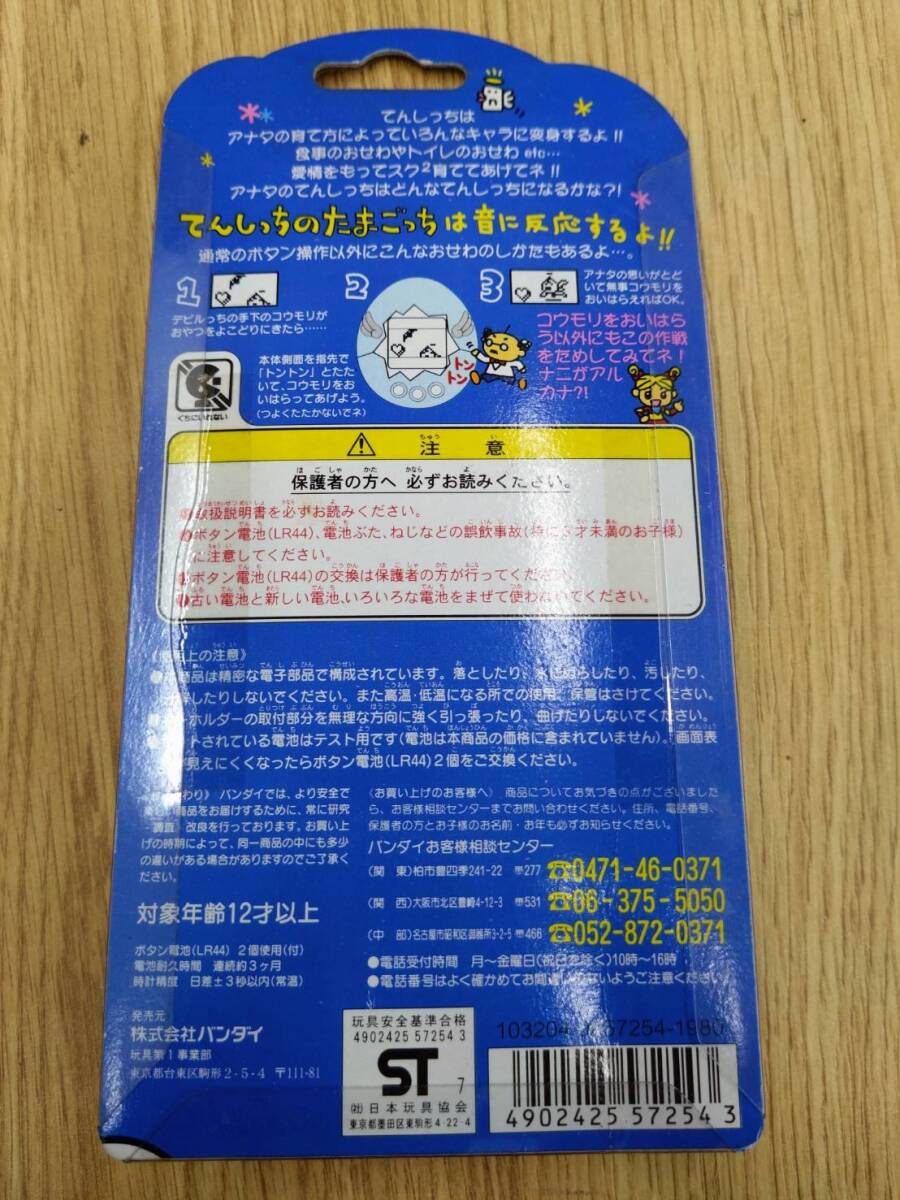 てんしっちは
アナタの育て方によっていろんなキャラに変身するよ!!
食事のおせわやトイレのおせわ etc…
愛情をもってスク²育ててあげてネ!!
アナタのてんしっちはどんなてんしっちになるかな?!
てんしっちのたまごっちは音に反応するよ!!
通常のボタン操作以外にこんなおせわのしかたもあるよ…。
1
デビルっちの手下のコウモリが
おやつをよこどりにきたら……
2
本体側面を指先で
「トントン」とたた
いて、コウモリをお
いはらってあげよう。
(つよくたたかないでネ)
トントン
3
アナタの思いがとど
いて無事コウモリを
おいはらえればOK。
コウモリをおいはら
う以外にもこの作戦
をためしてみてネ!
ナニがアル
カナ?!
くちにいれない
注意
保護者の方へ 必ずお読みください。
取扱説明書を必ずお読みください。
ボタン電池(LR44)、電池ぶた、ねじなどの誤飲事故(特に3才未満のお子様)
に注意してください。
ボタン電池(LR44)の交換は保護者の方が行ってください。
古い電池と新しい電池、いろいろな電池をまぜて使わないでください。
上の注意》
●商品は精密な電子部品で構成されています。落としたり、水にぬらしたり、汚したり、
したりしないでください。また高温・低温になる所での使用、保管はさけてください。
ーホルダーの取付部分を無理な方向に強く引っ張ったり、曲げたりしないでください。
トされている電池はテスト用です(電池は本商品の価格に含まれていません)。画面表
が見えにくくなったらボタン電池(LR44)2個をご交換ください。
わり》 バンダイでは、より安全で
商品をお届けするために、常に研究
調査 改良を行っております。お買い上
げの時期によって、同一商品の中にも多少
の違いがある場合がありますのでご了承く
ださい。
対象年齢12才以上
ボタン電池(LR44) 2個使用(付)
電池耐久時間 連続約3ヶ月
時計精度 日差±3秒以内(常温)
発売元
株式会社バンダイ
玩具第1事業部
東京都台東区駒形2-5-4 〒111-81
《お買い上げのお客様へ》 商品についてお気づきの点がございました
ら、お客様相談センターまでお問い合わせください。住所、電話番号、
保護者の方とお子様のお名前・お年も必ずお知らせください。
バンダイお客様相談センター
(関 東)柏市豊四季241-22 〒277 ☎0471-46-0371
(関 西)大阪市北区豊崎4-12-3 〒531 ☎06-375-5050
(中 部)名古屋市昭和区御器所3-2-5 〒466 ☎052-872-0371
●電話受付時間 月〜金曜日(祝日を除く)10時〜16時
●電話番号はよく確かめてお間違いのないようご注意ください
玩具安全基準合格
4902425 57254 3
ST 7
(社)日本玩具協会
東京都墨田区東駒形4-22-4
57254-1980
4902425 572543